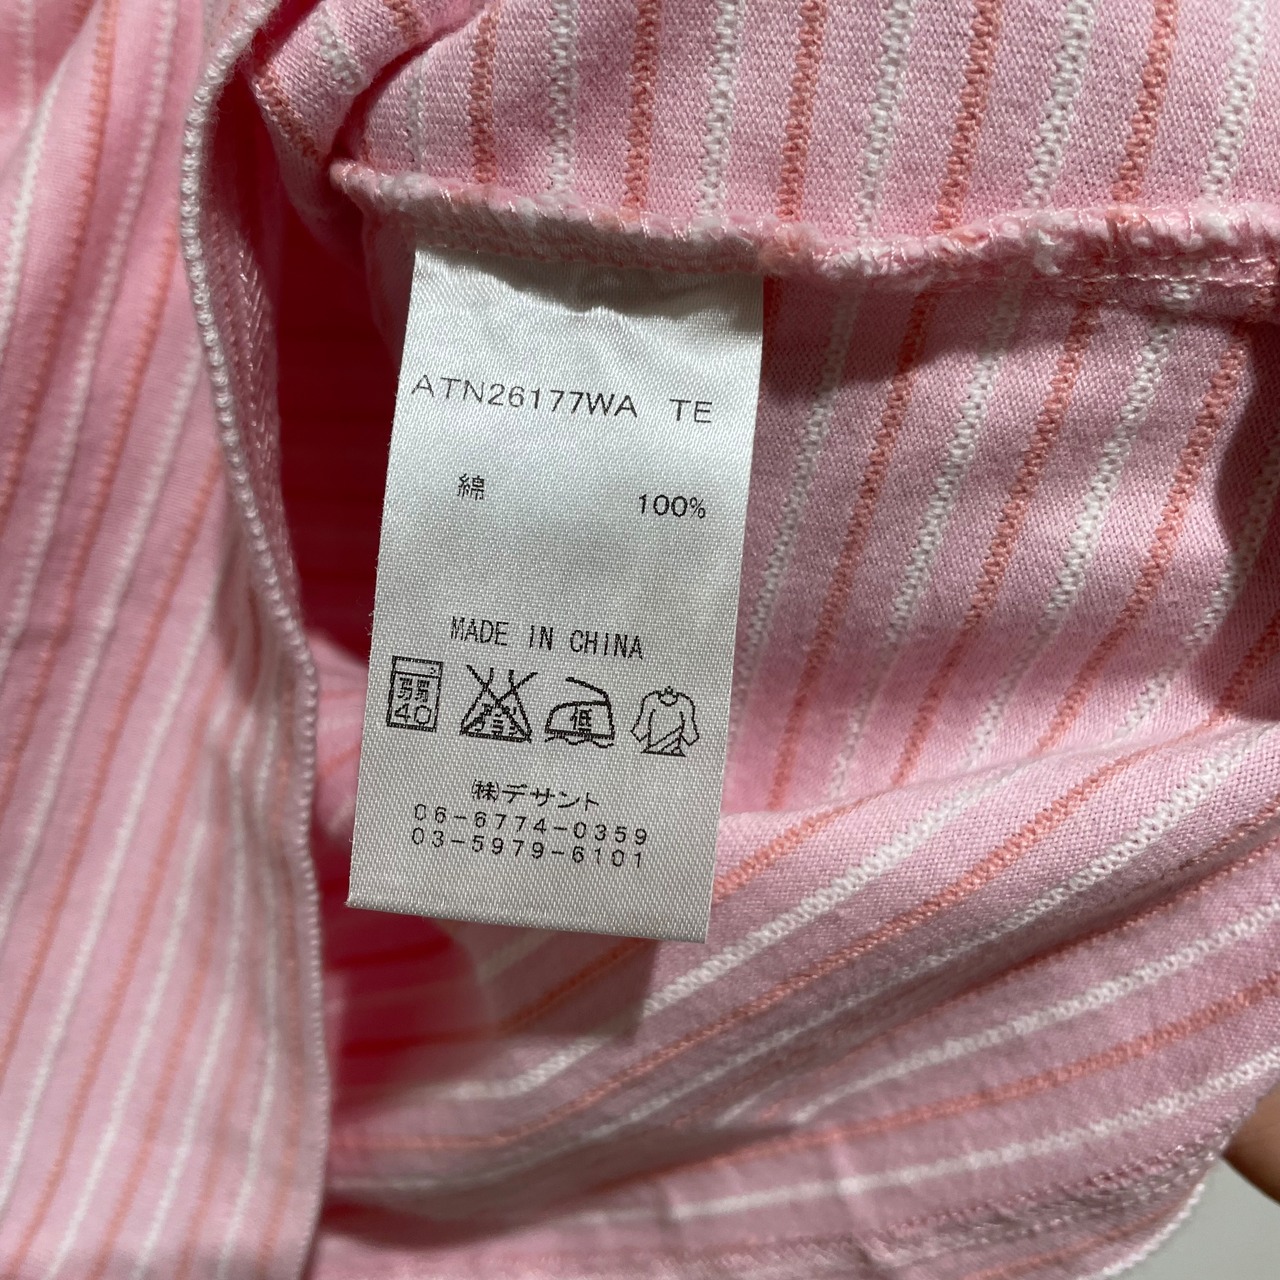 ATN26177WA TE
綿 100%
MADE IN CHINA
40 低
㈱デサント
06-6774-0359
03-5979-6101